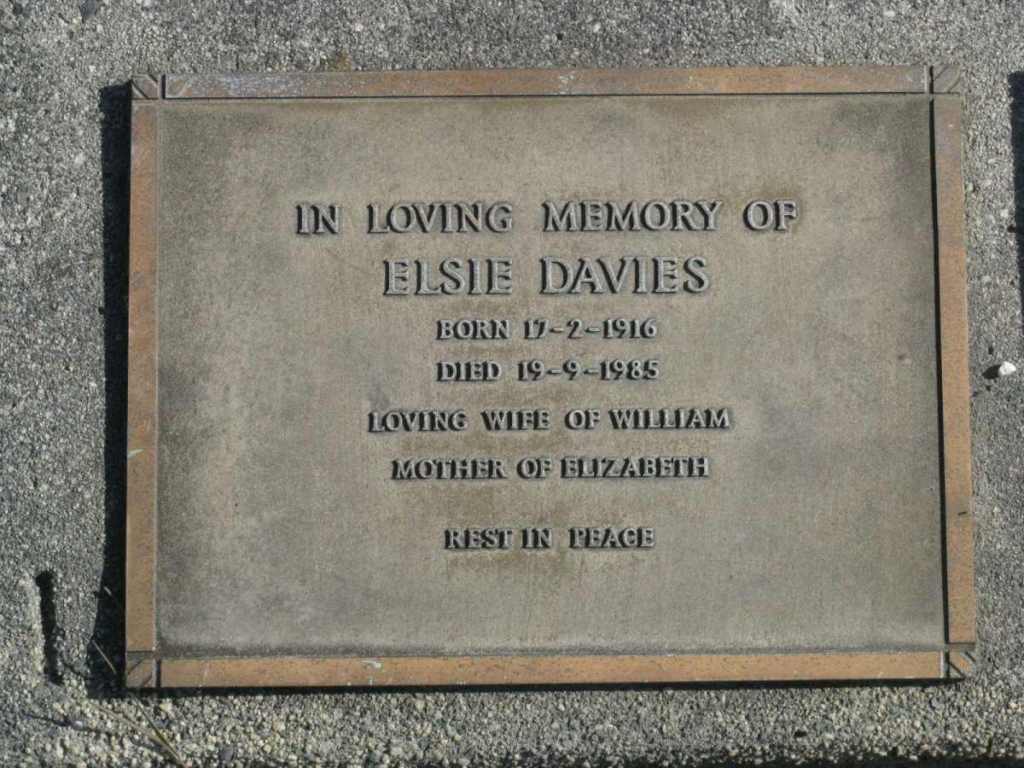 IN LOVING MEMORY OF
ELSIE DAVIES
BORN 17-2-1916
DIED 19-9-1985
LOVING WIFE OF WILLIAM
MOTHER OF ELIZABETH
REST IN PEACE